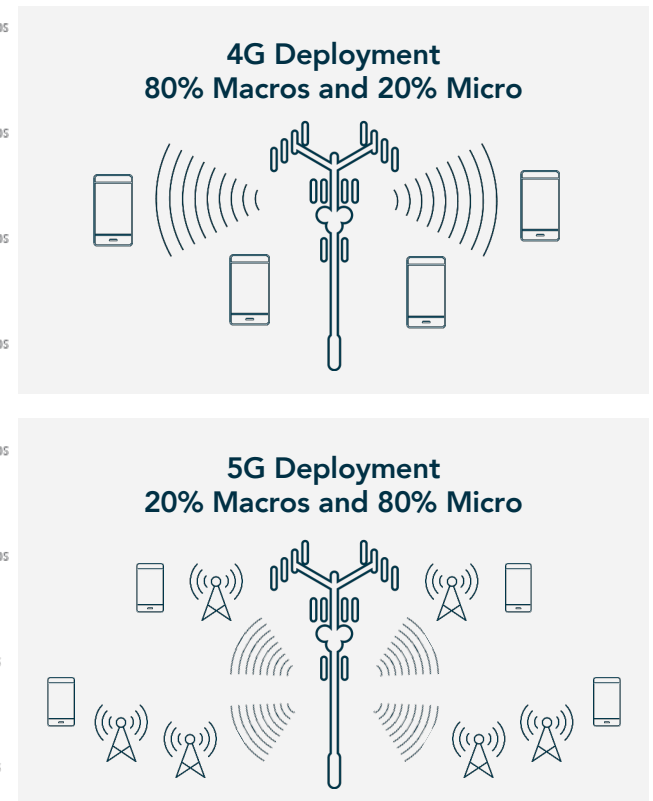 4G Deployment
80% Macros and 20% Micro
5G Deployment
20% Macros and 80% Micro